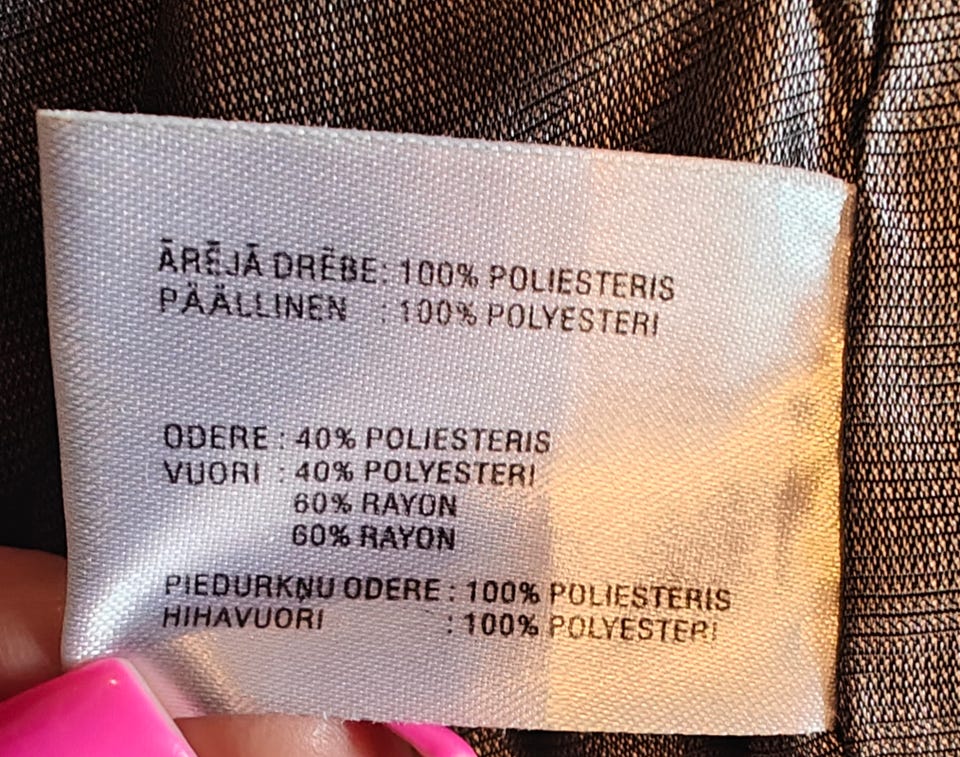 ĀRĒJĀ DRĒBE: 100% POLIESTERIS
PÄÄLLINEN : 100% POLYESTERI
ODERE : 40% POLIESTERIS
VUORI : 40% POLYESTERI
60% RAYON
60% RAYON
PIEDURKŅU ODERE : 100% POLIESTERIS
HIHAVUORI : 100% POLYESTERI